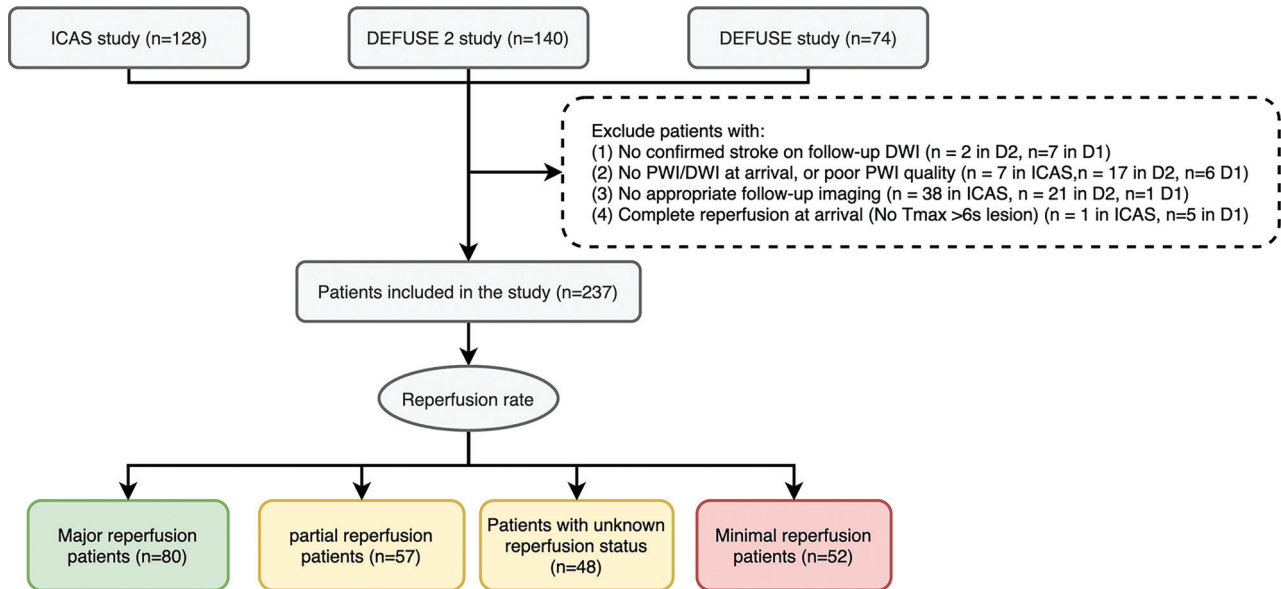 ICAS study (n=128)
DEFUSE 2 study (n=140)
DEFUSE study (n=74)
Exclude patients with:
(1) No confirmed stroke on follow-up DWI (n = 2 in D2, n=7 in D1)
(2) No PWI/DWI at arrival, or poor PWI quality (n = 7 in ICAS,n = 17 in D2, n=6 D1)
(3) No appropriate follow-up imaging (n = 38 in ICAS, n = 21 in D2, n=1 D1)
(4) Complete reperfusion at arrival (No Tmax >6s lesion) (n = 1 in ICAS, n=5 in D1)
Patients included in the study (n=237)
Reperfusion rate
Major reperfusion
patients (n=80)
partial reperfusion
patients (n=57)
Patients with unknown
reperfusion status
(n=48)
Minimal reperfusion
patients (n=52)